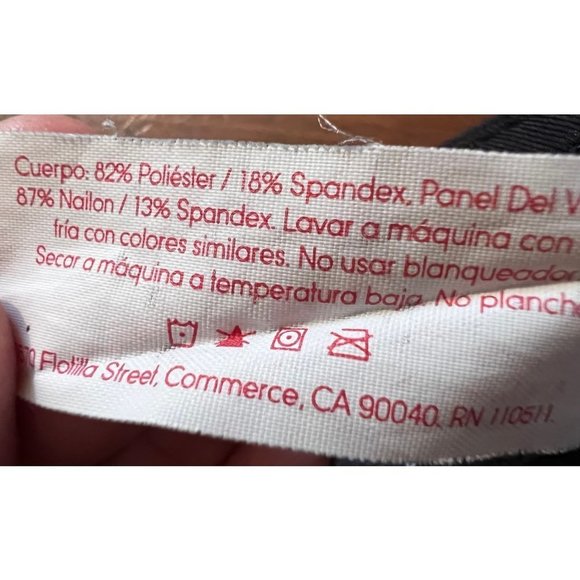 Cuerpo: 82% Poliéster / 18% Spandex. Panel Del
87% Nailon / 13% Spandex. Lavar a máquina con
fría con colores similares. No usar blanqueador
Secar a máquina a temperatura baja. No planch
Flotilla Street, Commerce, CA 90040. RN 110511.